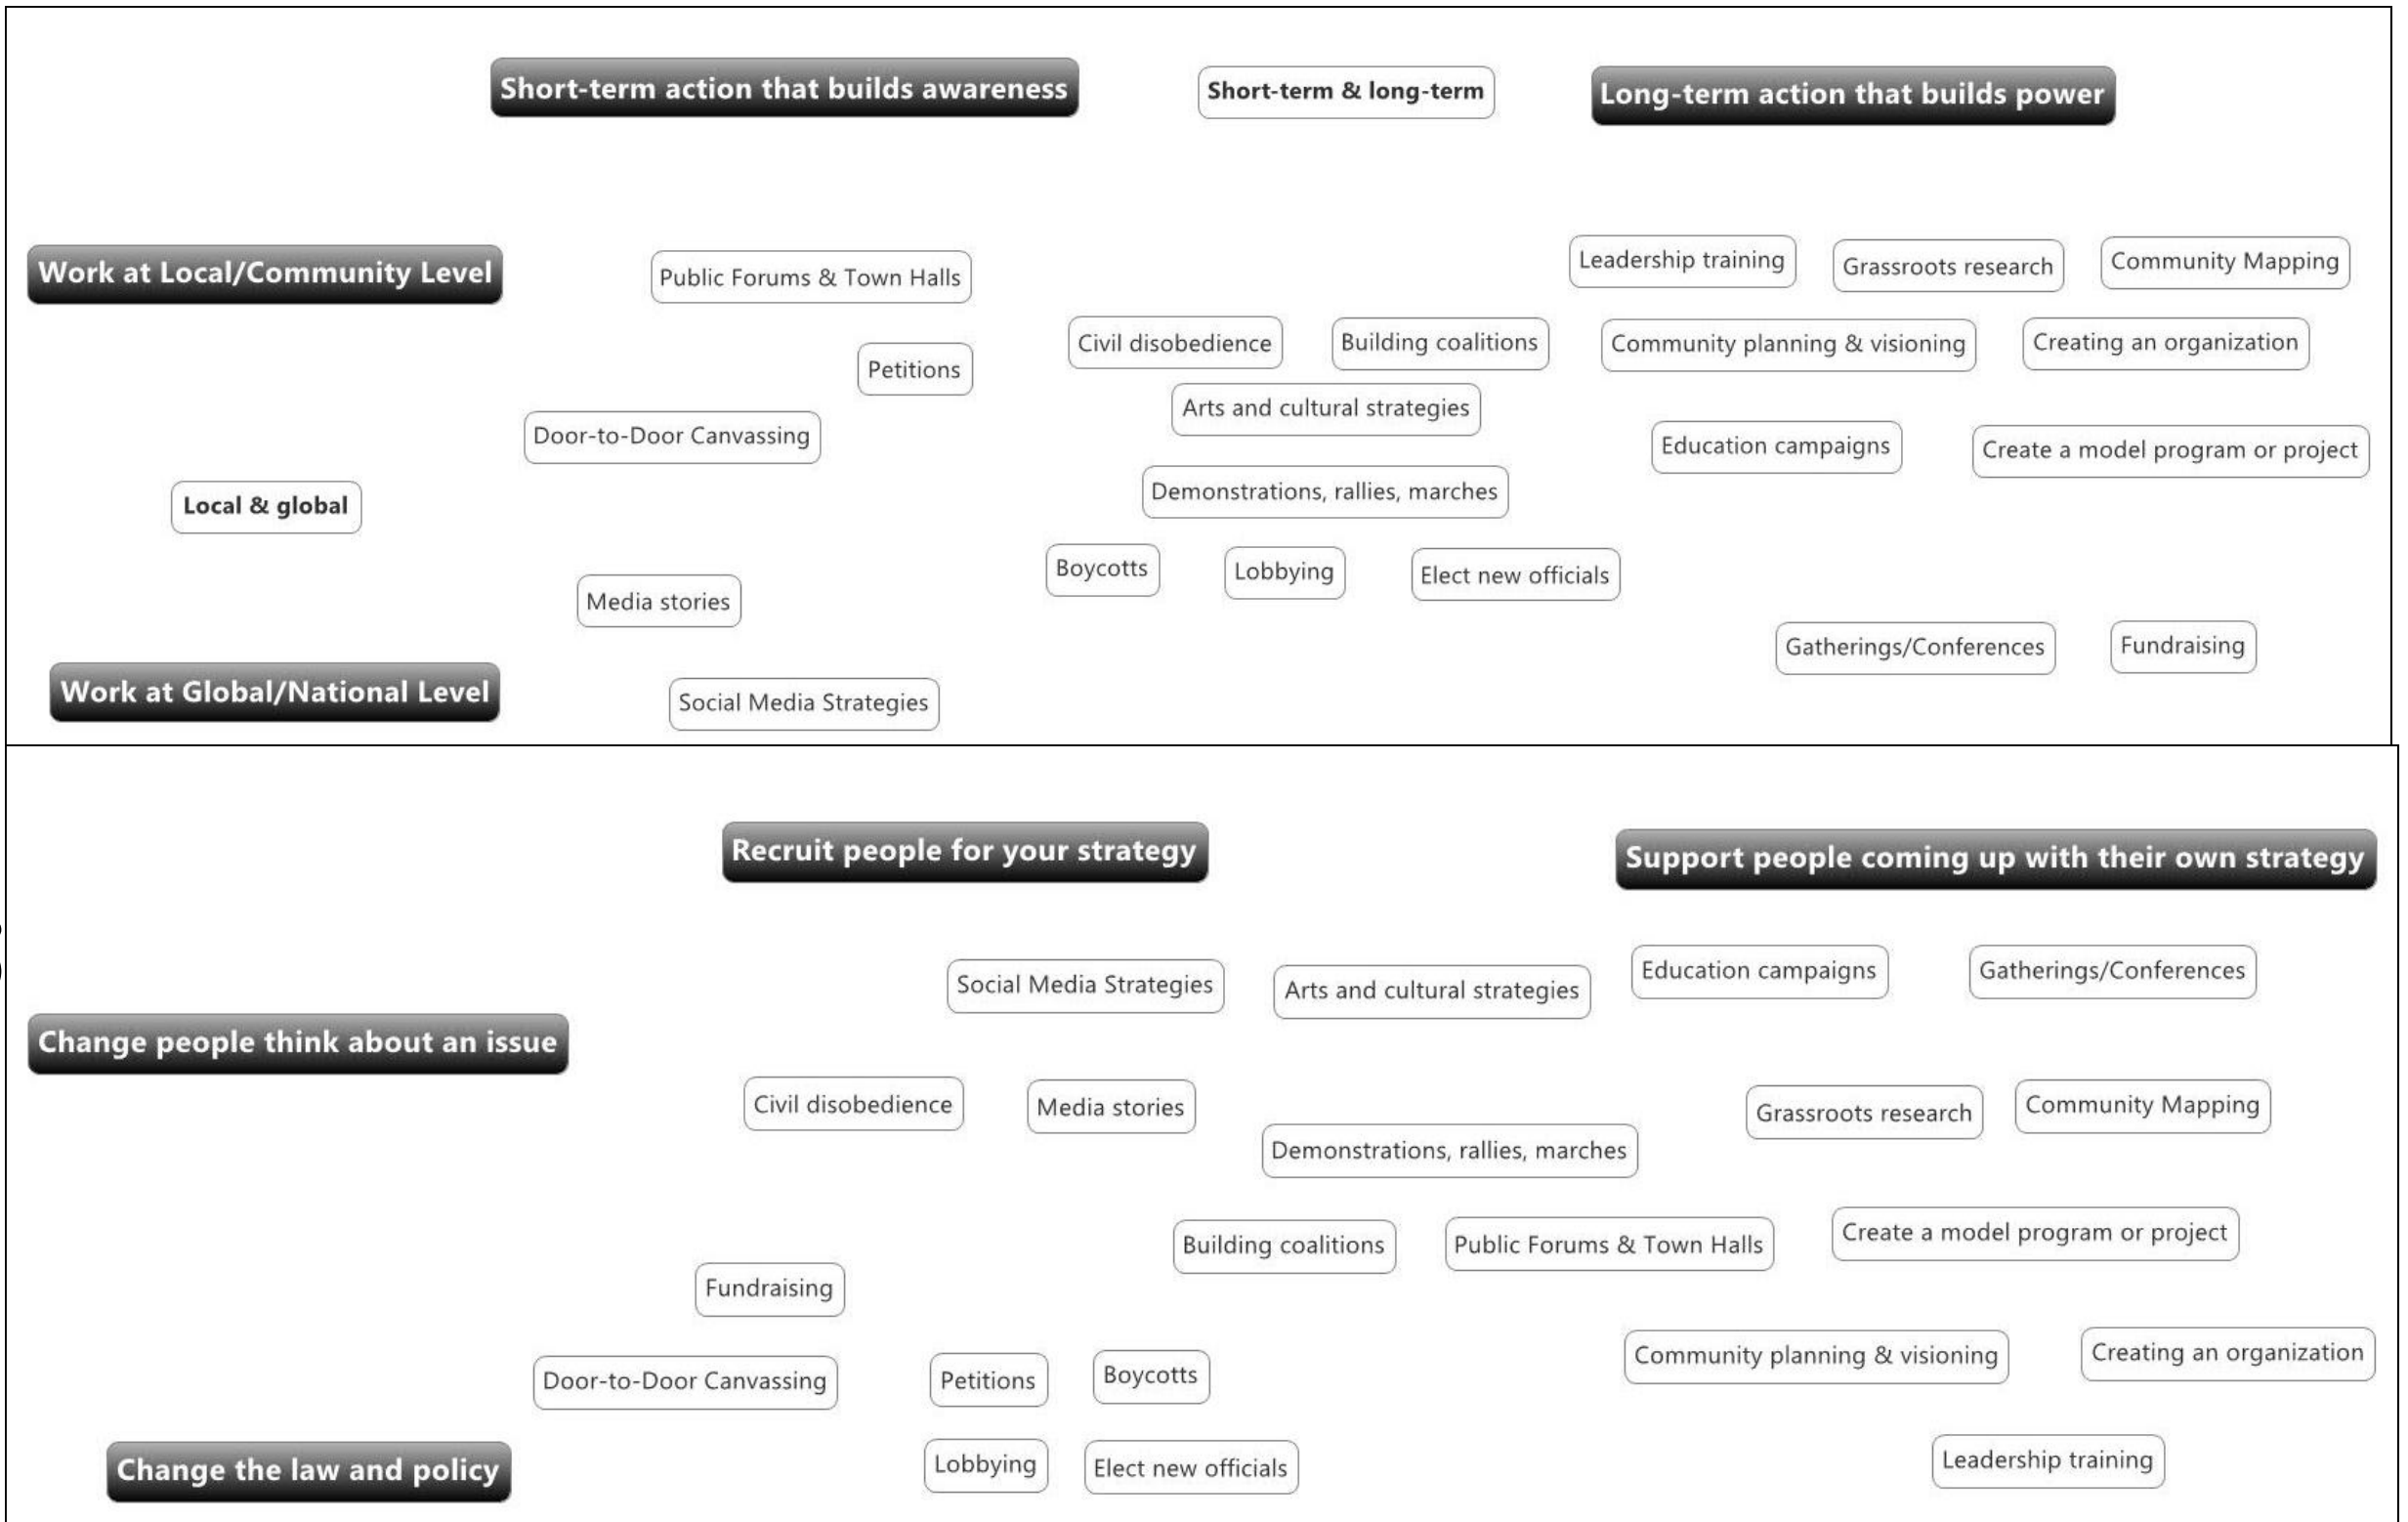 Short-term action that builds awareness
Short-term & long-term
Long-term action that builds power
Work at Local/Community Level
Public Forums & Town Halls
Leadership training
Grassroots research
Community Mapping
Petitions
Civil disobedience
Building coalitions
Community planning & visioning
Creating an organization
Arts and cultural strategies
Door-to-Door Canvassing
Education campaigns
Create a model program or project
Local & global
Demonstrations, rallies, marches
Boycotts
Lobbying
Elect new officials
Media stories
Gatherings/Conferences
Fundraising
Work at Global/National Level
Social Media Strategies
Recruit people for your strategy
Support people coming up with their own strategy
Social Media Strategies
Arts and cultural strategies
Education campaigns
Gatherings/Conferences
Change people think about an issue
Civil disobedience
Media stories
Grassroots research
Community Mapping
Demonstrations, rallies, marches
Building coalitions
Public Forums & Town Halls
Create a model program or project
Fundraising
Door-to-Door Canvassing
Petitions
Boycotts
Community planning & visioning
Creating an organization
Change the law and policy
Lobbying
Elect new officials
Leadership training